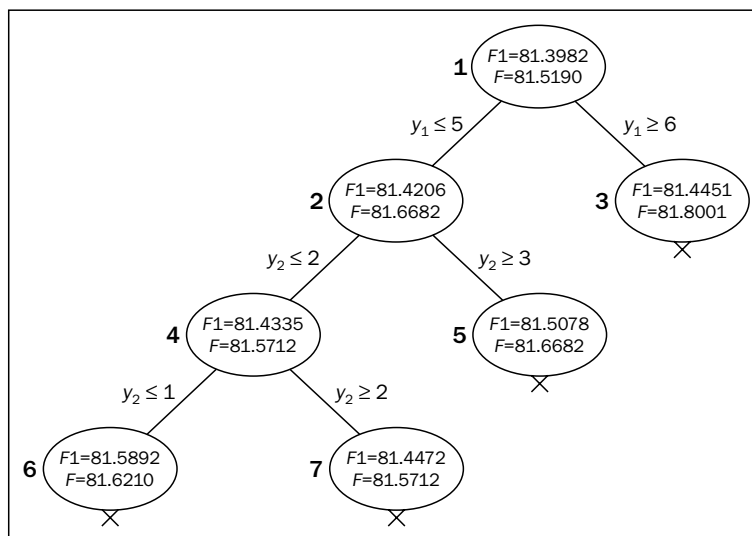 1
F1=81.3982
F=81.5190
y₁ ≤ 5
y₁ ≥ 6
2
F1=81.4206
F=81.6682
3
F1=81.4451
F=81.8001
y₂ ≤ 2
y₂ ≥ 3
4
F1=81.4335
F=81.5712
5
F1=81.5078
F=81.6682
y₂ ≤ 1
y₂ ≥ 2
6
F1=81.5892
F=81.6210
7
F1=81.4472
F=81.5712